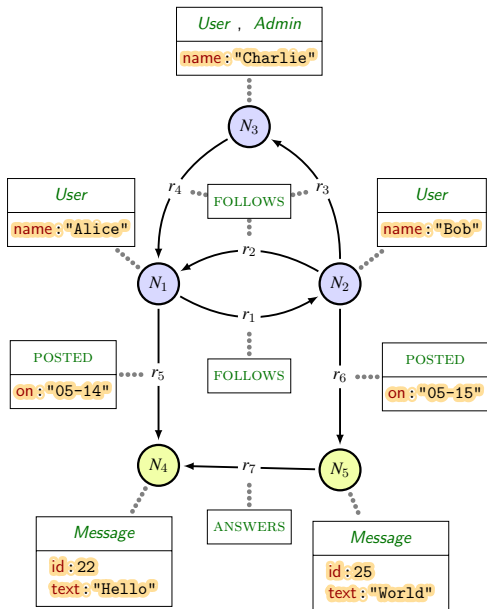 User , Admin
name : "Charlie"
N3
r4
r3
FOLLOWS
User
name : "Alice"
User
name : "Bob"
r2
N1
N2
r1
POSTED
on : "05-14"
r5
FOLLOWS
r6
POSTED
on : "05-15"
N4
r7
N5
ANSWERS
Message
id : 22
text : "Hello"
Message
id : 25
text : "World"